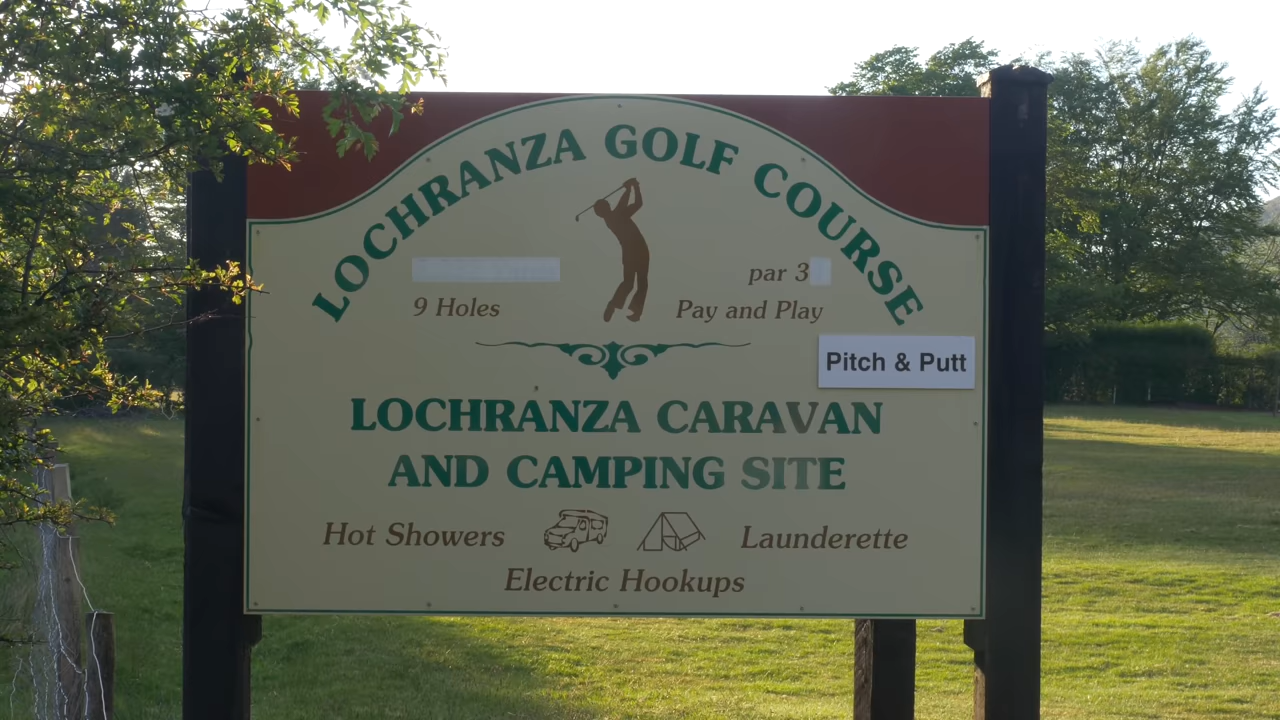 LOCHRANZA GOLF COURSE
par 3
9 Holes
Pay and Play
Pitch & Putt
LOCHRANZA CARAVAN
AND CAMPING SITE
Hot Showers
Launderette
Electric Hookups